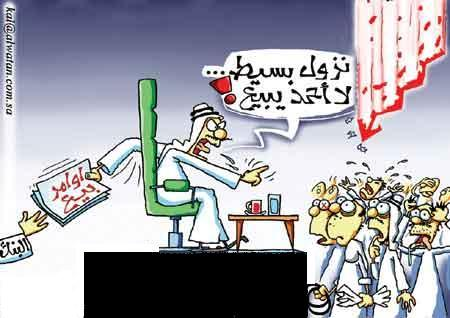 نزول بسيط...
لا أحد يبيع!
أوامر
بيع
البنك
kal@alwatan.com.sa